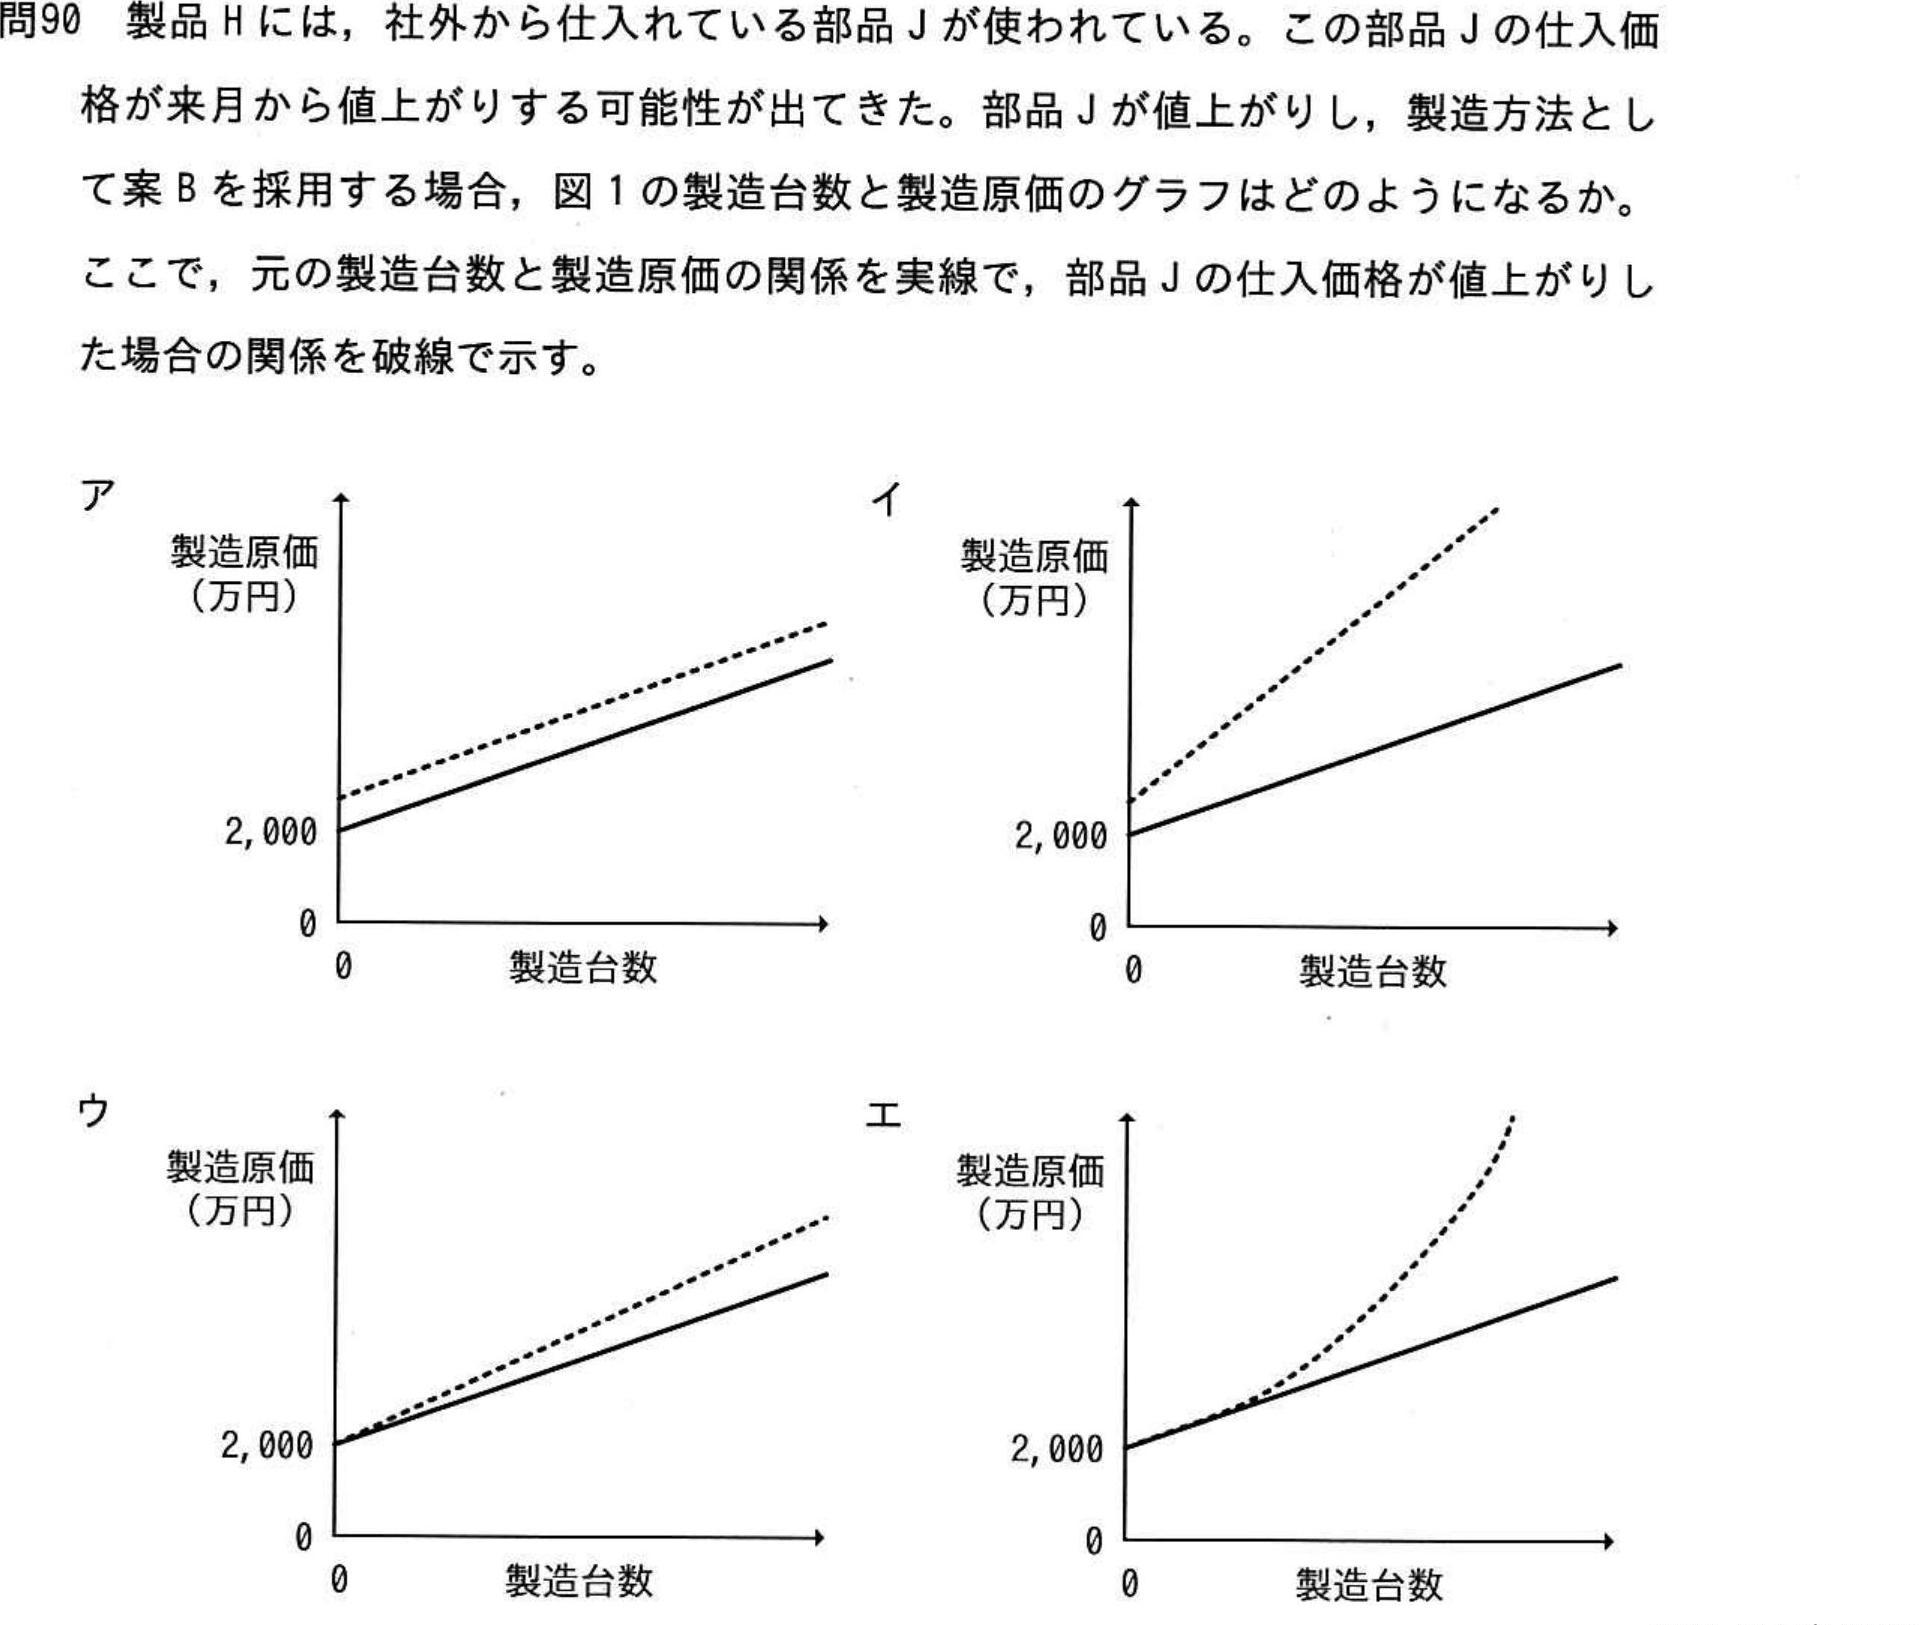 問90 製品Hには，社外から仕入れている部品Jが使われている。この部品Jの仕入価
格が来月から値上がりする可能性が出てきた。部品Jが値上がりし，製造方法とし
て案Bを採用する場合，図1の製造台数と製造原価のグラフはどのようになるか。
ここで，元の製造台数と製造原価の関係を実線で，部品Jの仕入価格が値上がりし
た場合の関係を破線で示す。
ア
製造原価
（万円）
2,000
0
0
製造台数
イ
製造原価
（万円）
2,000
0
0
製造台数
ウ
製造原価
（万円）
2,000
0
0
製造台数
エ
製造原価
（万円）
2,000
0
0
製造台数